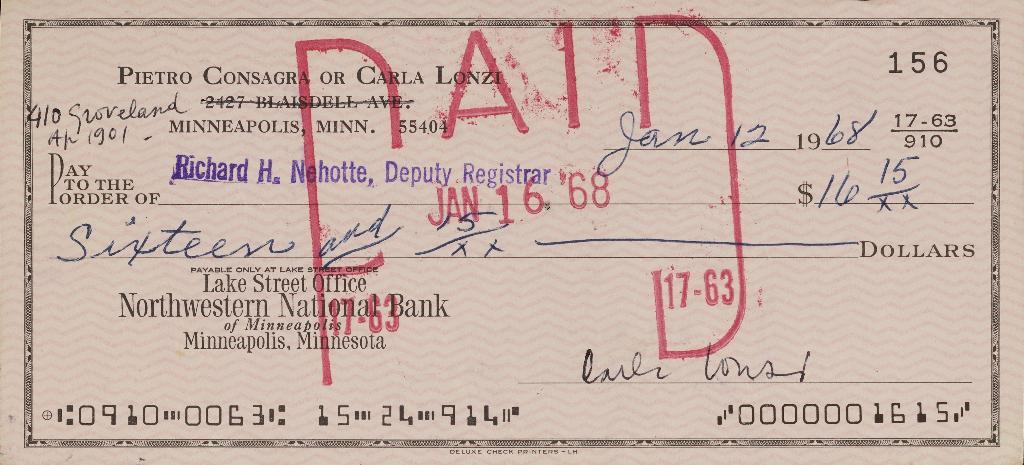 PAID
PIETRO CONSAGRA OR CARLA LONZI
156
2427 BLAISDELL AVE.
410 Groveland
Ap 1901 -
MINNEAPOLIS, MINN. 55404
Jan 12 1968
17-63
910
PAY TO THE ORDER OF
Richard H. Nehotte, Deputy Registrar
$16 15/xx
JAN 16 '68
Sixteen and 15/xx DOLLARS
PAYABLE ONLY AT LAKE STREET OFFICE
Lake Street Office
Northwestern National Bank
of Minneapolis
Minneapolis, Minnesota
17-63
17-63
Carla Lonzi
⑆0910⑉0063⑆ 15⑉24⑉914⑈ ⑇0000001615⑇
DELUXE CHECK PRINTERS - LH